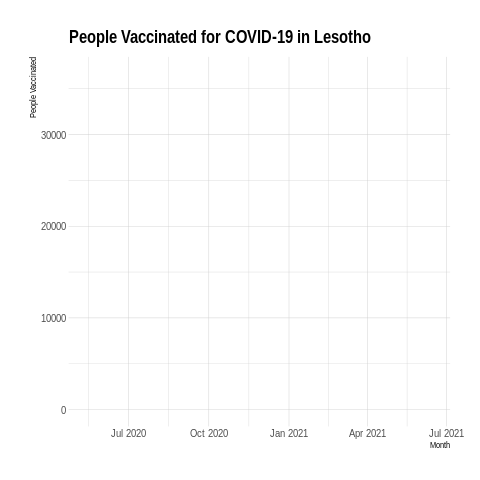 People Vaccinated for COVID-19 in Lesotho
People Vaccinated
30000
20000
10000
0
Jul 2020 Oct 2020 Jan 2021 Apr 2021 Jul 2021
Month